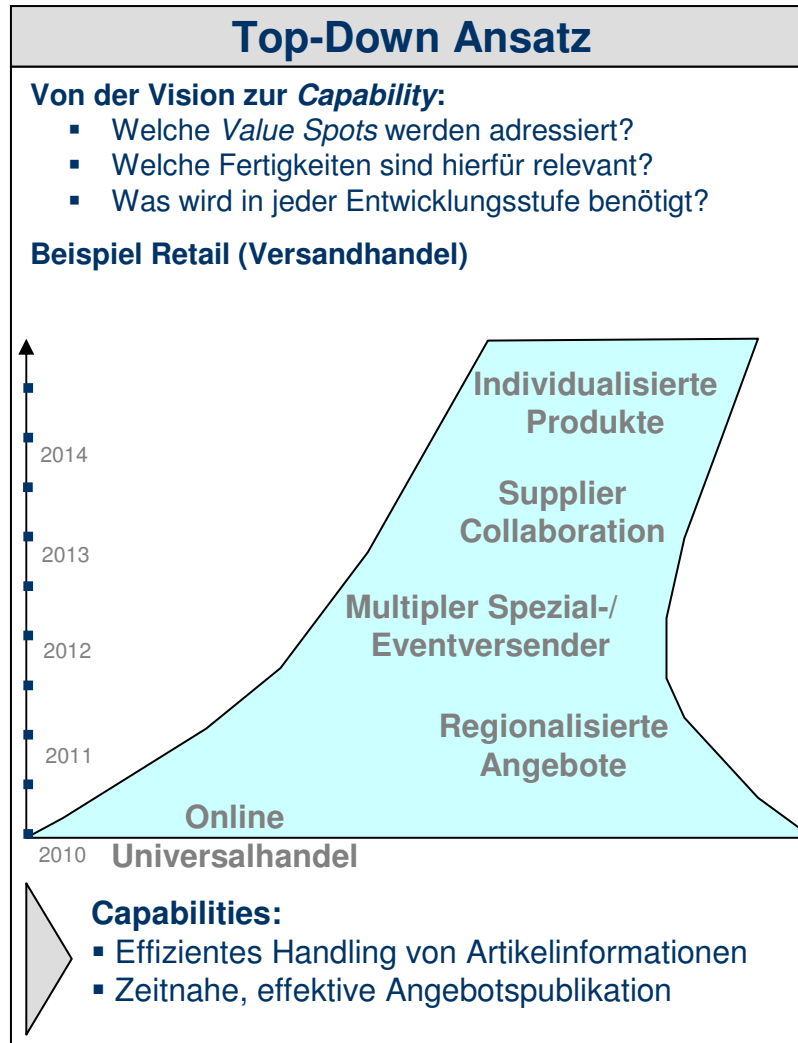 Top-Down Ansatz
Von der Vision zur Capability:
▪ Welche Value Spots werden adressiert?
▪ Welche Fertigkeiten sind hierfür relevant?
▪ Was wird in jeder Entwicklungsstufe benötigt?
Beispiel Retail (Versandhandel)
Individualisierte
Produkte
2014
Supplier
Collaboration
2013
Multipler Spezial-/
Eventversender
2012
Regionalisierte
Angebote
2011
Online
2010 Universalhandel
Capabilities:
▪ Effizientes Handling von Artikelinformationen
▪ Zeitnahe, effektive Angebotspublikation